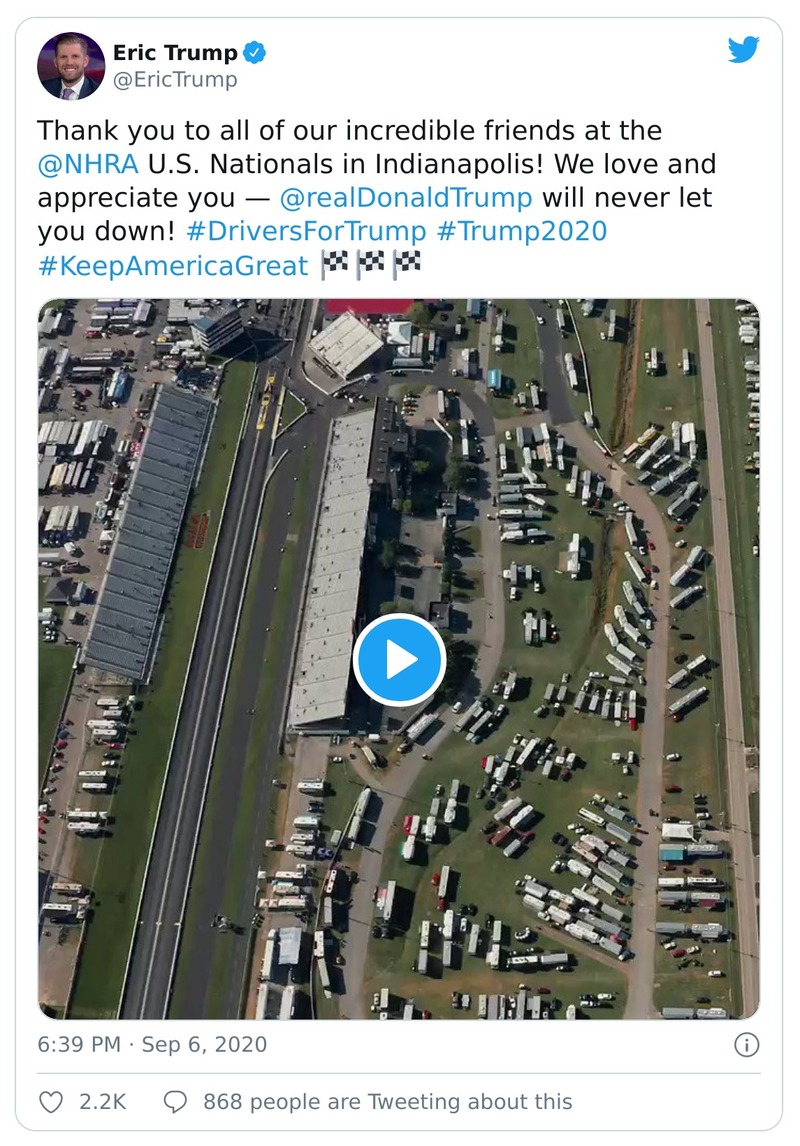 Eric Trump
@EricTrump
Thank you to all of our incredible friends at the
@NHRA U.S. Nationals in Indianapolis! We love and
appreciate you — @realDonaldTrump will never let
you down! #DriversForTrump #Trump2020
#KeepAmericaGreat 🏁🏁🏁
6:39 PM · Sep 6, 2020
2.2K 868 people are Tweeting about this